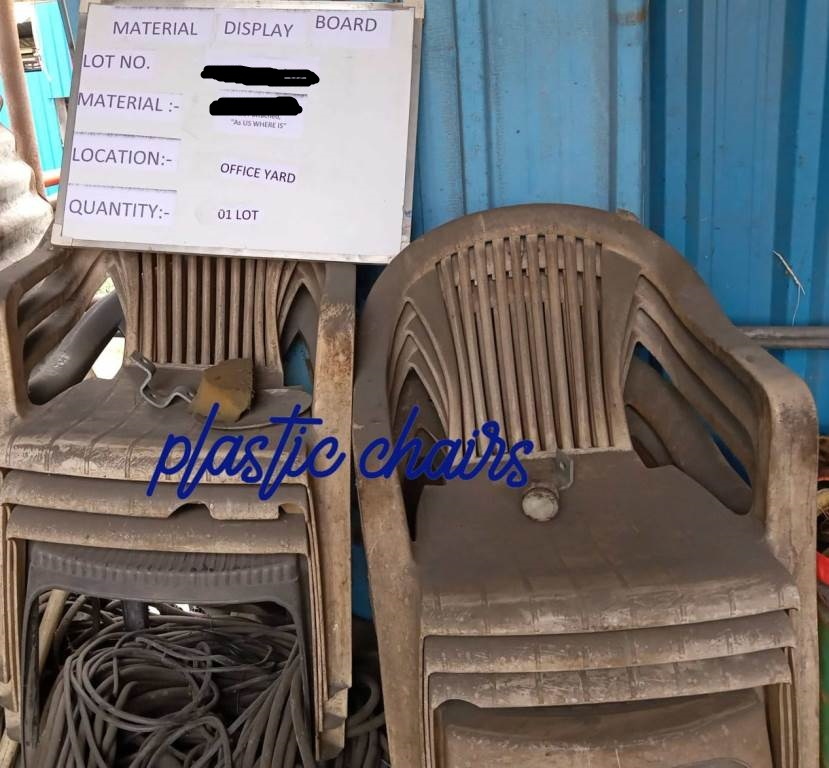 MATERIAL DISPLAY BOARD
LOT NO.
MATERIAL :-
"As US WHERE IS"
LOCATION:- OFFICE YARD
QUANTITY:- 01 LOT
plastic chairs